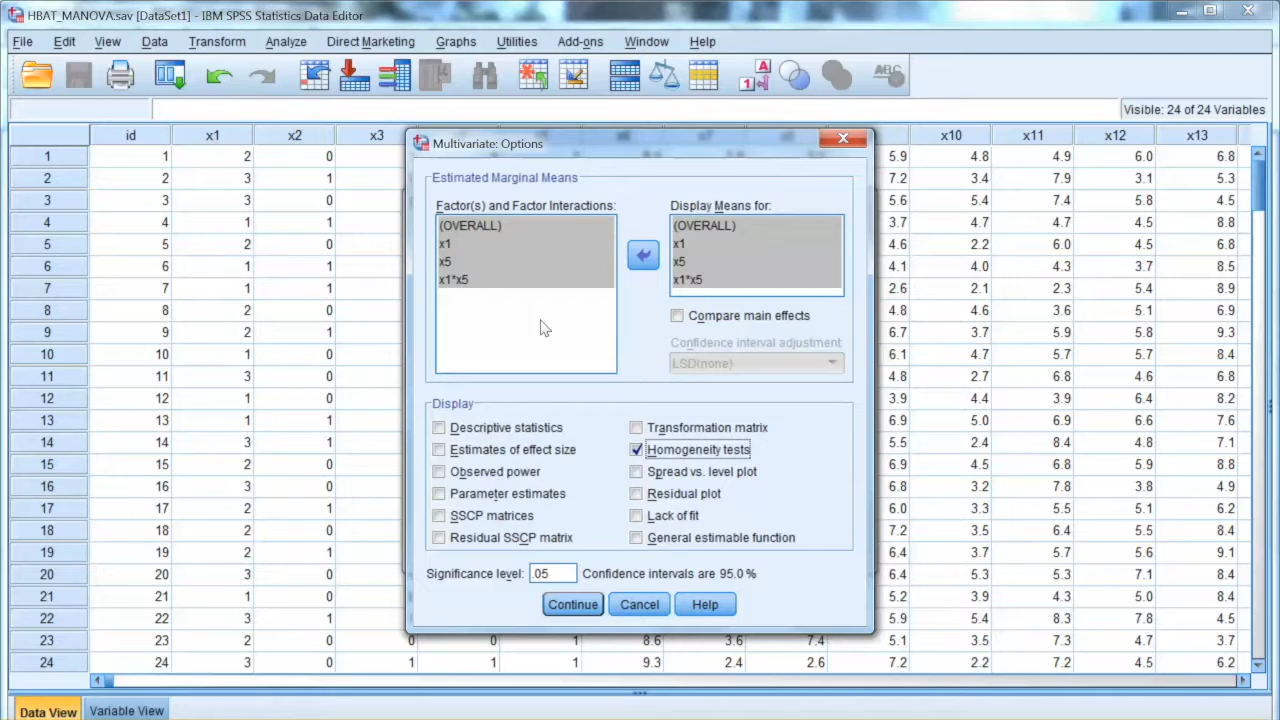 HBAT_MANOVA.sav [DataSet1] - IBM SPSS Statistics Data Editor
File Edit View Data Transform Analyze Direct Marketing Graphs Utilities Add-ons Window Help
Visible: 24 of 24 Variables
id x1 x2 x3 x10 x11 x12 x13
1 1 2 0 5.9 4.8 4.9 6.0 6.8
2 2 3 1 7.2 3.4 7.9 3.1 5.3
3 3 3 0 5.6 5.4 7.4 5.8 4.5
4 4 1 1 3.7 4.7 4.7 4.5 8.8
5 5 2 0 4.6 2.2 6.0 4.5 6.8
6 6 1 1 4.1 4.0 4.3 3.7 8.5
7 7 1 1 2.6 2.1 2.3 5.4 8.9
8 8 2 0 4.8 4.6 3.6 5.1 6.9
9 9 2 1 6.7 3.7 5.9 5.8 9.3
10 10 1 0 6.1 4.7 5.7 5.7 8.4
11 11 3 0 4.8 2.7 6.8 4.6 6.8
12 12 1 0 3.9 4.4 3.9 6.4 8.2
13 13 1 1 6.9 5.0 6.9 6.6 7.6
14 14 3 1 5.5 2.4 8.4 4.8 7.1
15 15 2 0 6.9 4.5 6.8 5.9 8.8
16 16 3 0 6.8 3.2 7.8 3.8 4.9
17 17 2 1 6.0 3.3 5.5 5.1 6.2
18 18 2 0 7.2 3.5 6.4 5.5 8.4
19 19 2 1 6.4 3.7 5.7 5.6 9.1
20 20 3 0 6.4 5.3 5.3 7.1 8.4
21 21 1 0 5.2 3.9 4.3 5.0 8.4
22 22 3 1 5.9 5.4 8.3 7.8 4.5
23 23 2 0 0 0 1 8.6 3.6 7.4 5.1 3.5 7.3 4.7 3.7
24 24 3 0 1 1 1 9.3 2.4 2.6 7.2 2.2 7.2 4.5 6.2
Multivariate: Options
Estimated Marginal Means
Factor(s) and Factor Interactions:
(OVERALL)
x1
x5
x1*x5
Display Means for:
(OVERALL)
x1
x5
x1*x5
Compare main effects
Confidence interval adjustment:
LSD(none)
Display
Descriptive statistics
Estimates of effect size
Observed power
Parameter estimates
SSCP matrices
Residual SSCP matrix
Transformation matrix
Homogeneity tests
Spread vs. level plot
Residual plot
Lack of fit
General estimable function
Significance level: .05 Confidence intervals are 95.0 %
Continue Cancel Help
Data View Variable View